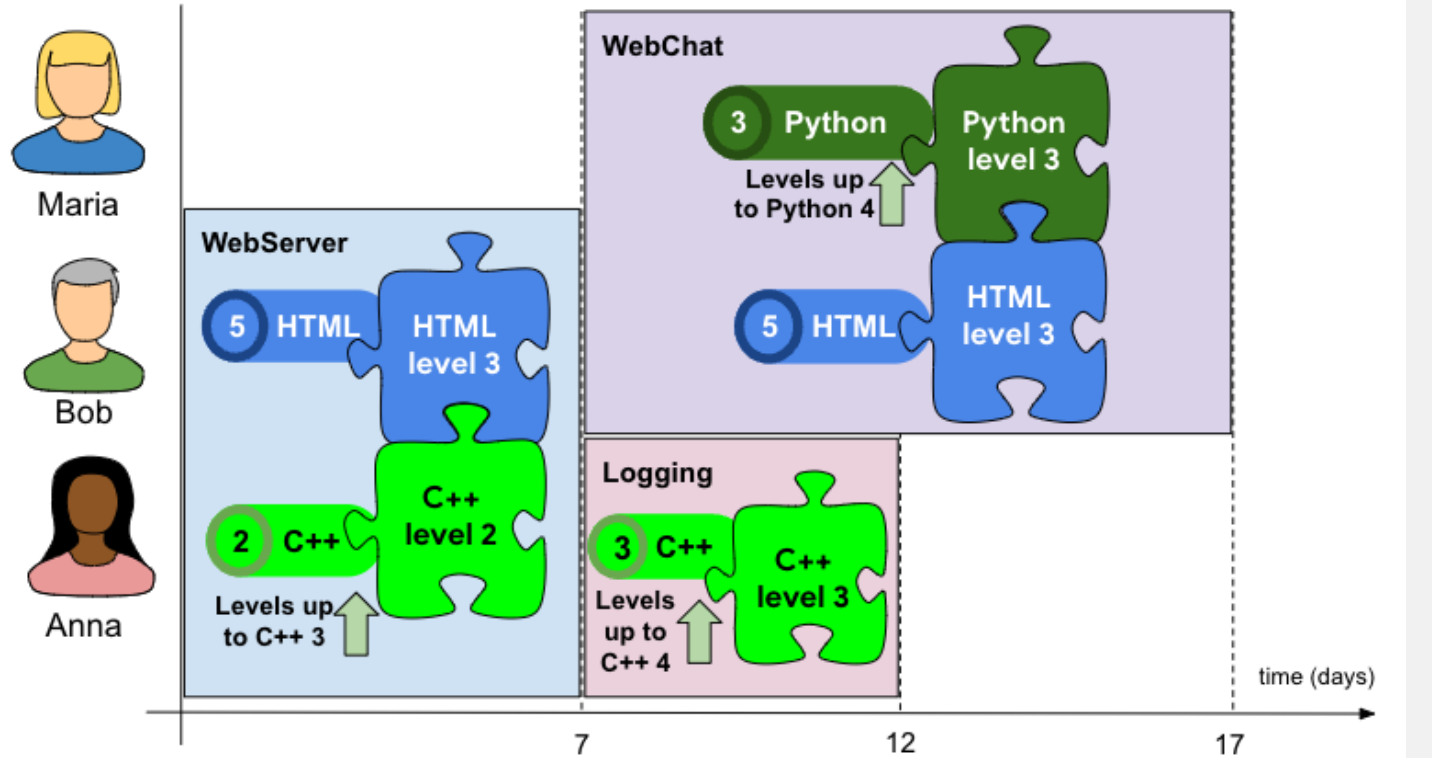 WebChat
3 Python
Python
level 3
Levels up
to Python 4
Maria
WebServer
5 HTML
HTML
level 3
5 HTML
HTML
level 3
Bob
Logging
2 C++
C++
level 2
3 C++
C++
level 3
Levels up
to C++ 3
Levels
up to
C++ 4
Anna
time (days)
7
12
17